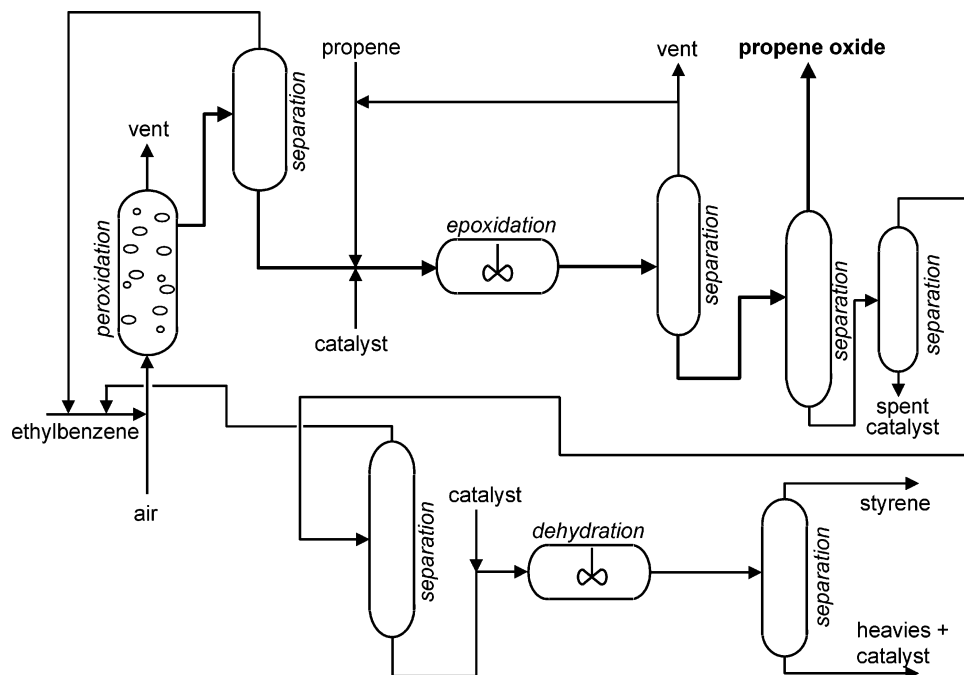 propene
vent
propene oxide
separation
vent
peroxidation
epoxidation
separation
separation
separation
catalyst
spent
catalyst
ethylbenzene
air
catalyst
separation
dehydration
styrene
separation
heavies +
catalyst